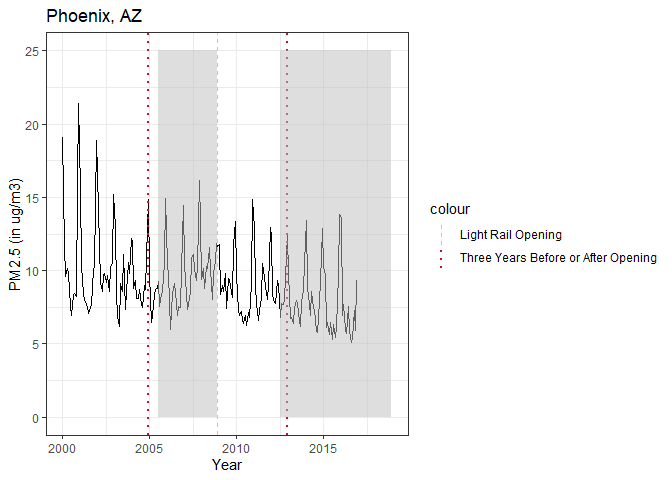 Phoenix, AZ
25
20
15
10
5
0
PM2.5 (in ug/m3)
2000
2005
2010
2015
Year
colour
Light Rail Opening
Three Years Before or After Opening